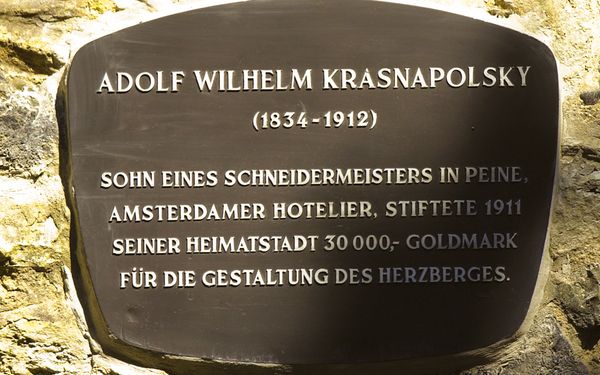 ADOLF WILHELM KRASNAPOLSKY
(1834-1912)
SOHN EINES SCHNEIDERMEISTERS IN PEINE,
AMSTERDAMER HOTELIER, STIFTETE 1911
SEINER HEIMATSTADT 30 000,- GOLDMARK
FÜR DIE GESTALTUNG DES HERZBERGES.